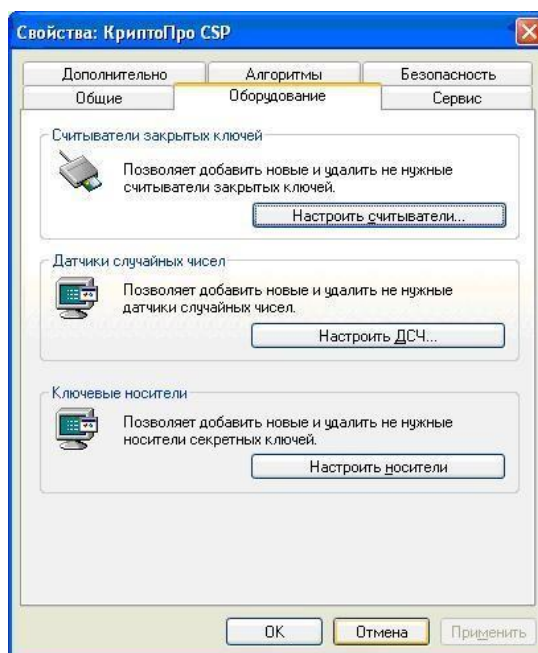 Свойства: КриптоПро CSP
Дополнительно Алгоритмы Безопасность
Общие Оборудование Сервис
Считыватели закрытых ключей
Позволяет добавить новые и удалить не нужные
считыватели закрытых ключей.
Настроить считыватели...
Датчики случайных чисел
Позволяет добавить новые и удалить не нужные
датчики случайных чисел.
Настроить ДСЧ...
Ключевые носители
Позволяет добавить новые и удалить не нужные
носители секретных ключей.
Настроить носители
ОК Отмена Применить